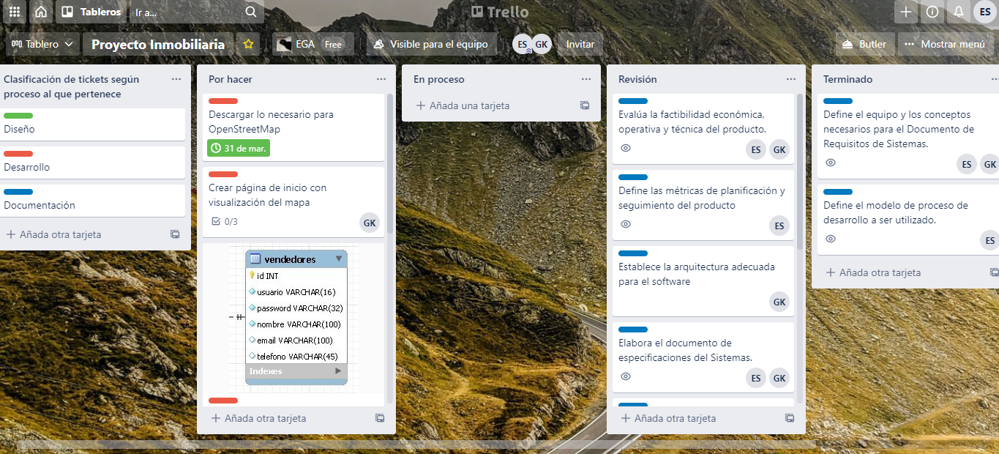 Tableros
Ir a...
Trello
ES
Tablero
Proyecto Inmobiliaria
EGA Free
Visible para el equipo
ES GK
Invitar
Butler
Mostrar menú
Clasificación de tickets según
proceso al que pertenece
Diseño
Desarrollo
Documentación
Añada otra tarjeta
Por hacer
Descargar lo necesario para
OpenStreetMap
31 de mar.
Crear página de inicio con
visualización del mapa
0/3
GK
vendedores
id INT
usuario VARCHAR(16)
password VARCHAR(32)
nombre VARCHAR(100)
email VARCHAR(100)
telefono VARCHAR(45)
Indexes
Añada otra tarjeta
En proceso
Añada una tarjeta
Revisión
Evalúa la factibilidad económica,
operativa y técnica del producto.
ES GK
Define las métricas de planificación y
seguimiento del producto
ES
Establece la arquitectura adecuada
para el software
GK
Elabora el documento de
especificaciones del Sistemas.
ES GK
Añada otra tarjeta
Terminado
Define el equipo y los conceptos
necesarios para el Documento de
Requisitos de Sistemas.
ES GK
Define el modelo de proceso de
desarrollo a ser utilizado.
ES
Añada otra tarjeta